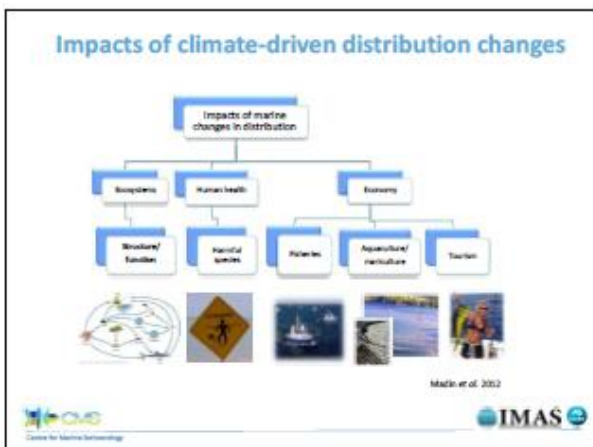 Impacts of climate-driven distribution changes
Impacts of marine
changes in distribution
Ecosystems
Human health
Economy
Structure/
function
Harmful
species
Fisheries
Aquaculture/
mariculture
Tourism
Madin et al. 2012
CMS
IMAS